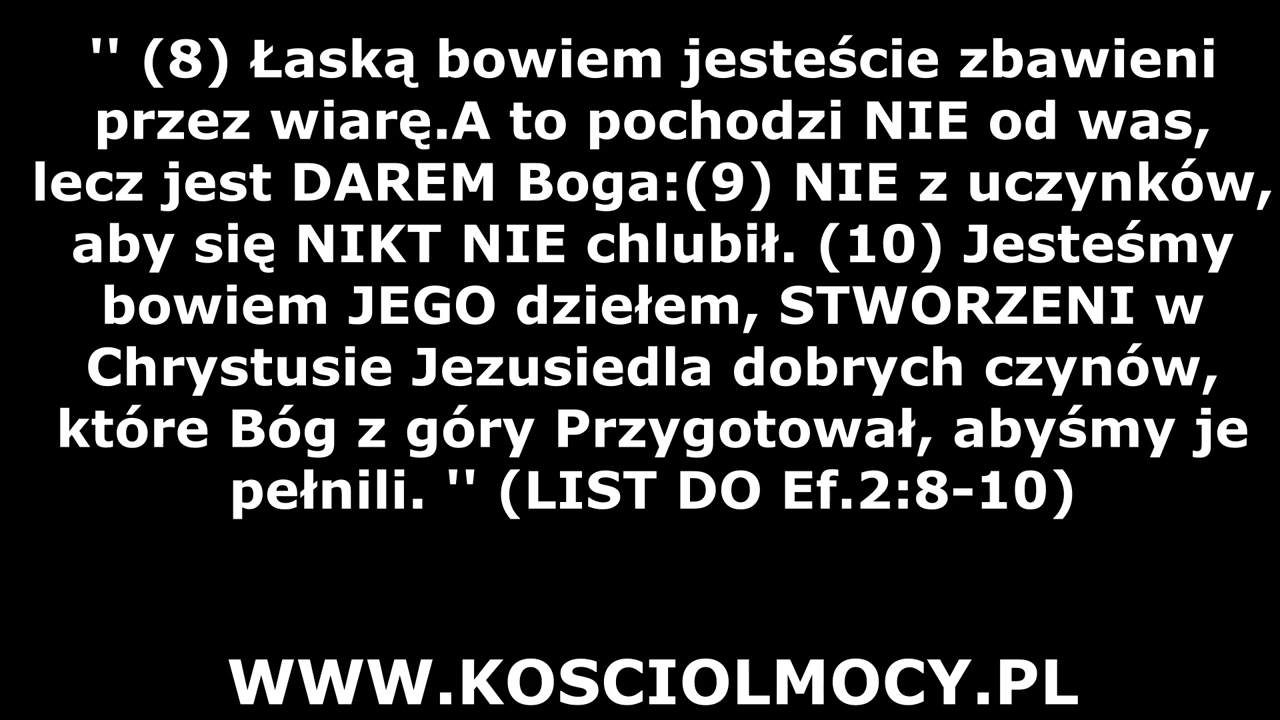 '' (8) Łaską bowiem jesteście zbawieni
przez wiarę.A to pochodzi NIE od was,
lecz jest DAREM Boga:(9) NIE z uczynków,
aby się NIKT NIE chlubił. (10) Jesteśmy
bowiem JEGO dziełem, STWORZENI w
Chrystusie Jezusiedla dobrych czynów,
które Bóg z góry Przygotował, abyśmy je
pełnili. '' (LIST DO Ef.2:8-10)
WWW.KOSCIOLMOCY.PL